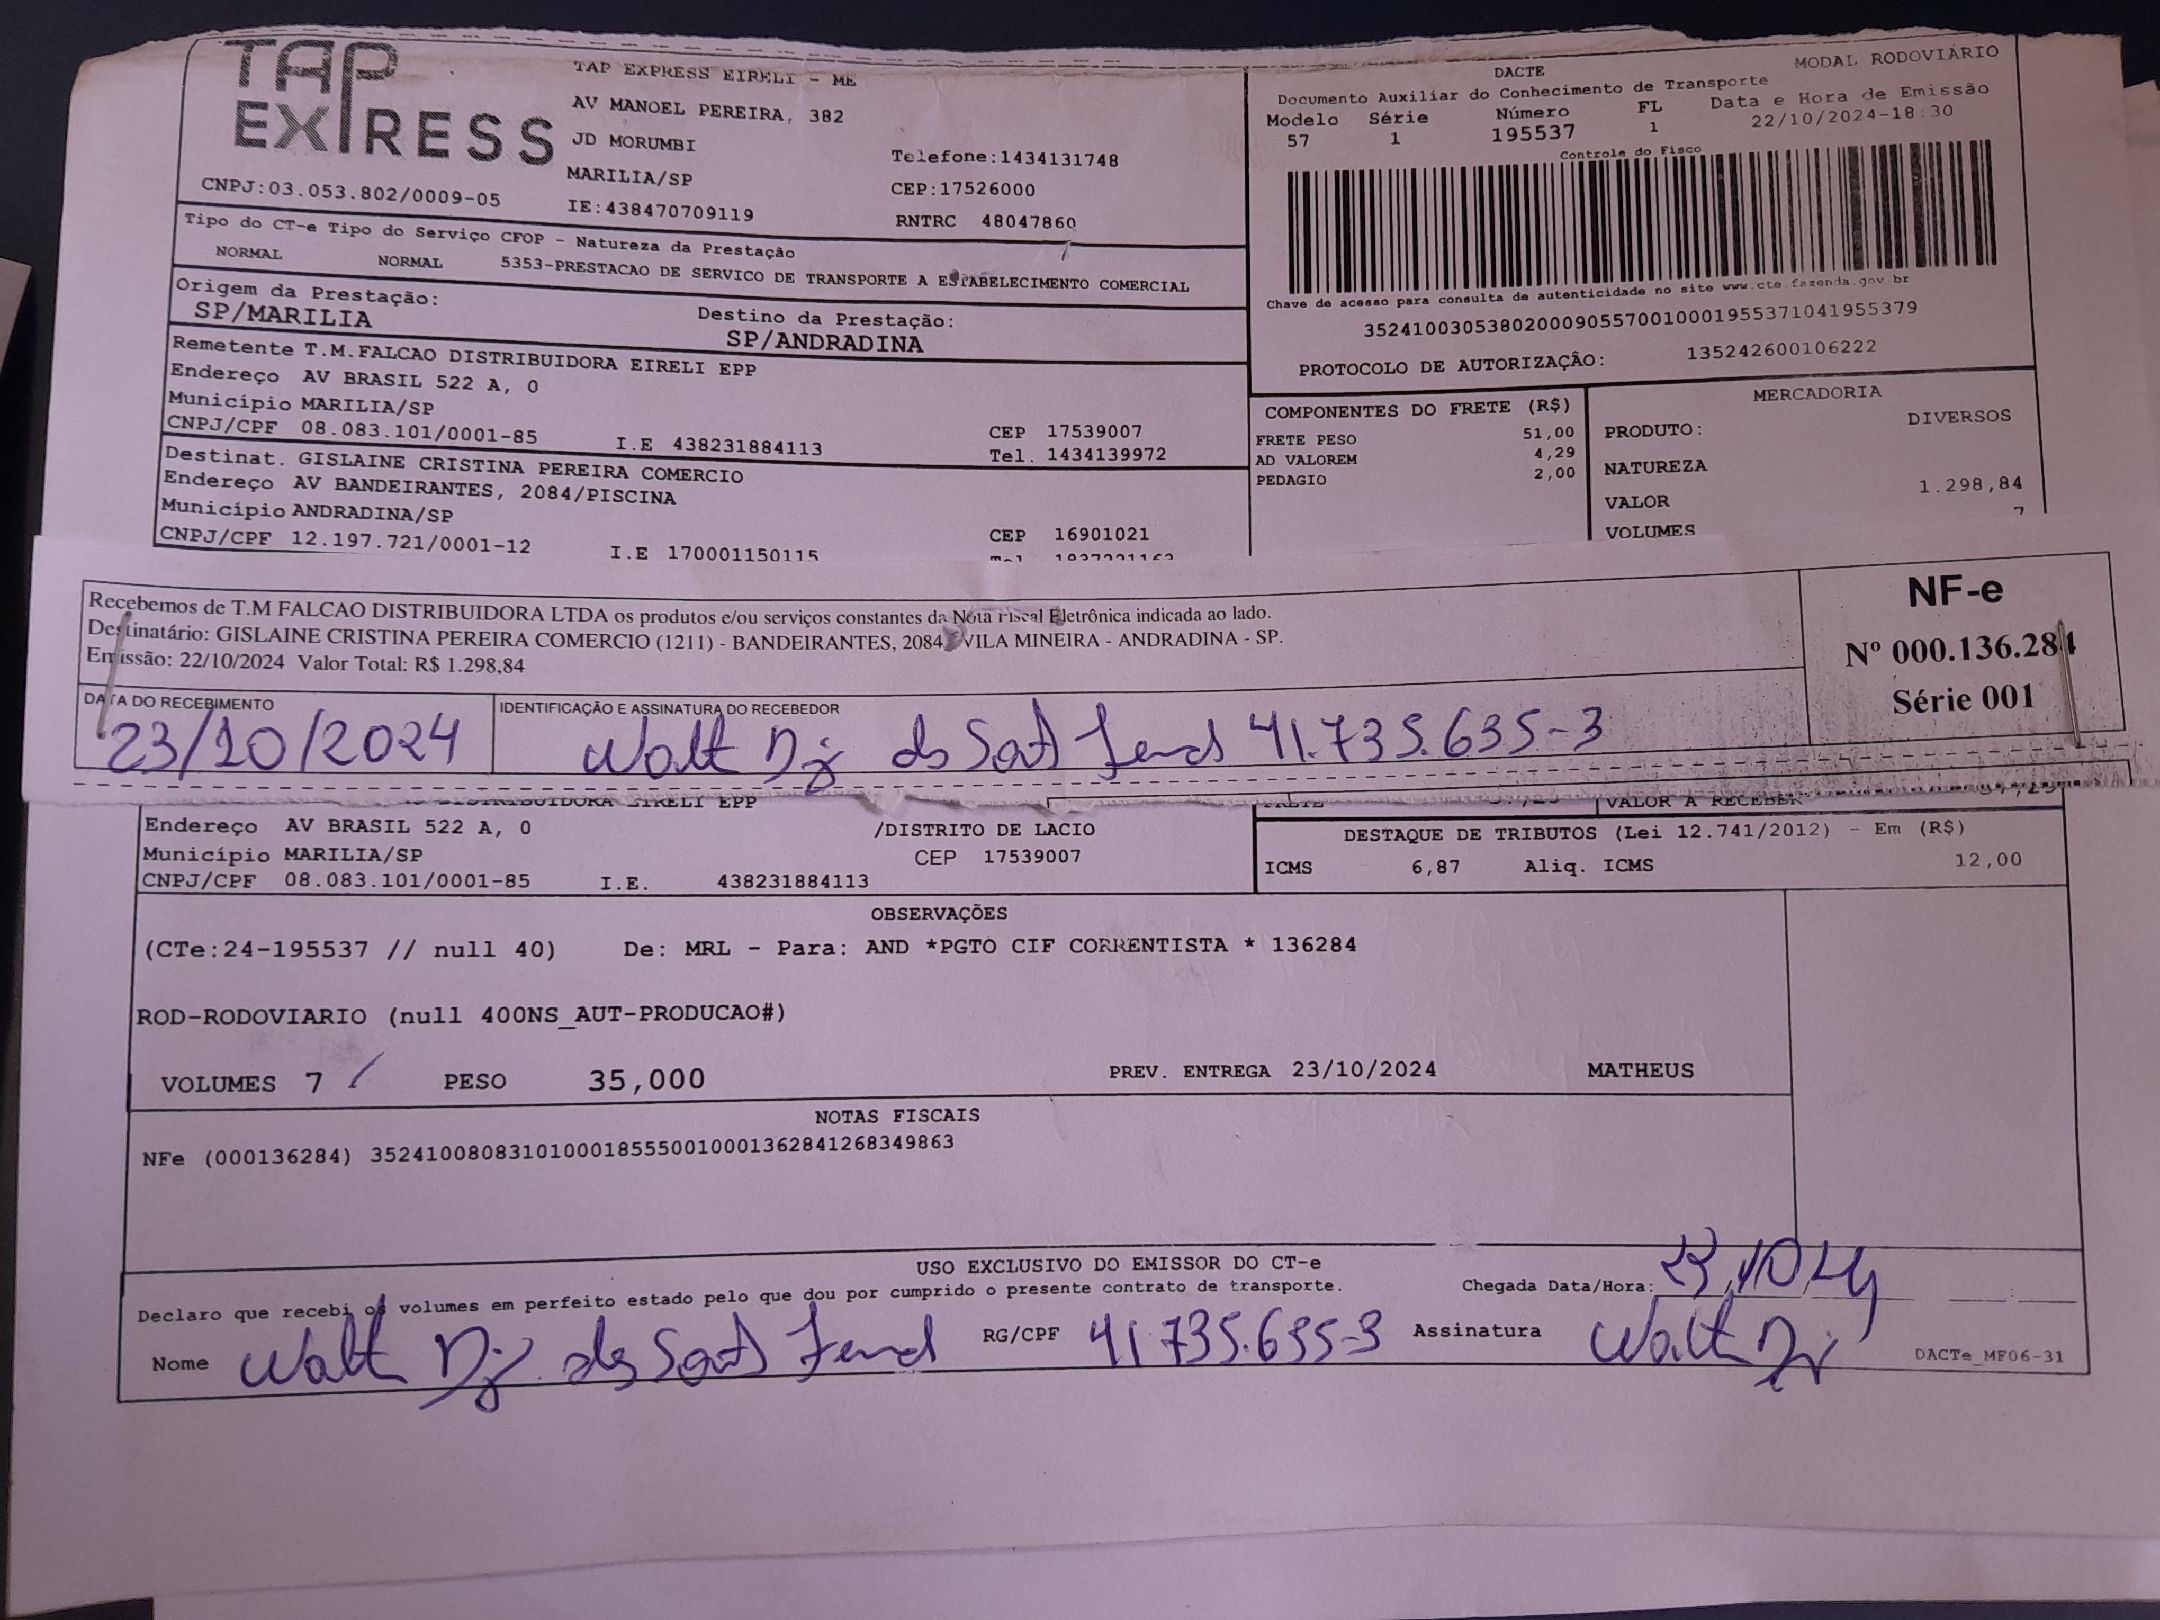 TAP EXPRESS
TAP EXPRESS EIRELI - ME
AV MANOEL PEREIRA, 382
JD MORUMBI
MARILIA/SP
IE:438470709119
Telefone:1434131748
CEP:17526000
RNTRC 48047860
CNPJ:03.053.802/0009-05
DACTE
MODAL RODOVIÁRIO
Documento Auxiliar do Conhecimento de Transporte
Modelo Série Número FL Data e Hora de Emissão
57 1 195537 1 22/10/2024-18:30
Controle do Fisco
Chave de acesso para consulta de autenticidade no site www.cte.fazenda.gov.br
35241003053802000905570010001955371041955379
PROTOCOLO DE AUTORIZAÇÂO: 135242600106222
Tipo do CT-e Tipo do Serviço CFOP - Natureza da Prestação
NORMAL NORMAL 5353-PRESTACAO DE SERVICO DE TRANSPORTE A ESTABELECIMENTO COMERCIAL
Origem da Prestação:
SP/MARILIA
Destino da Prestação:
SP/ANDRADINA
Remetente T.M.FALCAO DISTRIBUIDORA EIRELI EPP
Endereço AV BRASIL 522 A, 0
Município MARILIA/SP
CEP 17539007
CNPJ/CPF 08.083.101/0001-85 I.E 438231884113 Tel. 1434139972
Destinat. GISLAINE CRISTINA PEREIRA COMERCIO
Endereço AV BANDEIRANTES, 2084/PISCINA
Município ANDRADINA/SP
CEP 16901021
CNPJ/CPF 12.197.721/0001-12 I.E 170001150115
COMPONENTES DO FRETE (R$)
FRETE PESO 51,00
AD VALOREM 4,29
PEDAGIO 2,00
MERCADORIA
PRODUTO: DIVERSOS
NATUREZA
VALOR 1.298,84
VOLUMES 7
Recebemos de T.M FALCAO DISTRIBUIDORA LTDA os produtos e/ou serviços constantes da Nota Fiscal Eletrônica indicada ao lado.
Destinatário: GISLAINE CRISTINA PEREIRA COMERCIO (1211) - BANDEIRANTES, 2084 VILA MINEIRA - ANDRADINA - SP.
Emissão: 22/10/2024 Valor Total: R$ 1.298,84
NF-e
Nº 000.136.284
Série 001
DATA DO RECEBIMENTO
23/10/2024
IDENTIFICAÇÃO E ASSINATURA DO RECEBEDOR
Walt 41.735.635-3
DISTRIBUIDORA EIRELI EPP
FRETE
VALOR A RECEBER
Endereço AV BRASIL 522 A, 0 /DISTRITO DE LACIO
Município MARILIA/SP CEP 17539007
CNPJ/CPF 08.083.101/0001-85 I.E. 438231884113
DESTAQUE DE TRIBUTOS (Lei 12.741/2012) - Em (R$)
ICMS 6,87 Aliq. ICMS 12,00
OBSERVAÇÕES
(CTe:24-195537 // null 40) De: MRL - Para: AND *PGTO CIF CORRENTISTA * 136284
ROD-RODOVIARIO (null 400NS_AUT-PRODUCAO#)
VOLUMES 7 PESO 35,000 PREV. ENTREGA 23/10/2024 MATHEUS
NOTAS FISCAIS
NFe (000136284) 35241008083101000185550010001362841268349863
USO EXCLUSIVO DO EMISSOR DO CT-e
Declaro que recebi os volumes em perfeito estado pelo que dou por cumprido o presente contrato de transporte.
Chegada Data/Hora: 23/10/24
Nome Walt
RG/CPF 41.735.635-3
Assinatura Walt
DACTe_MF06-31